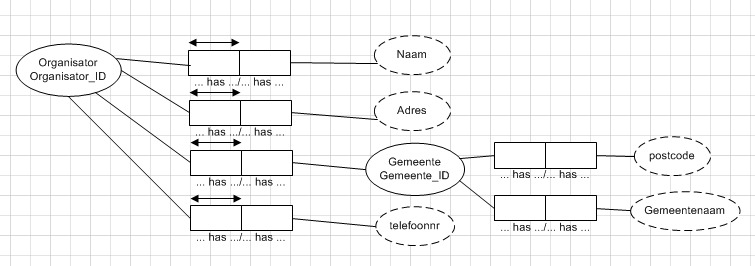 Organisator
Organisator_ID
... has .../... has ...
Naam
... has .../... has ...
Adres
... has .../... has ...
Gemeente
Gemeente_ID
... has .../... has ...
postcode
... has .../... has ...
Gemeentenaam
... has .../... has ...
telefoonnr